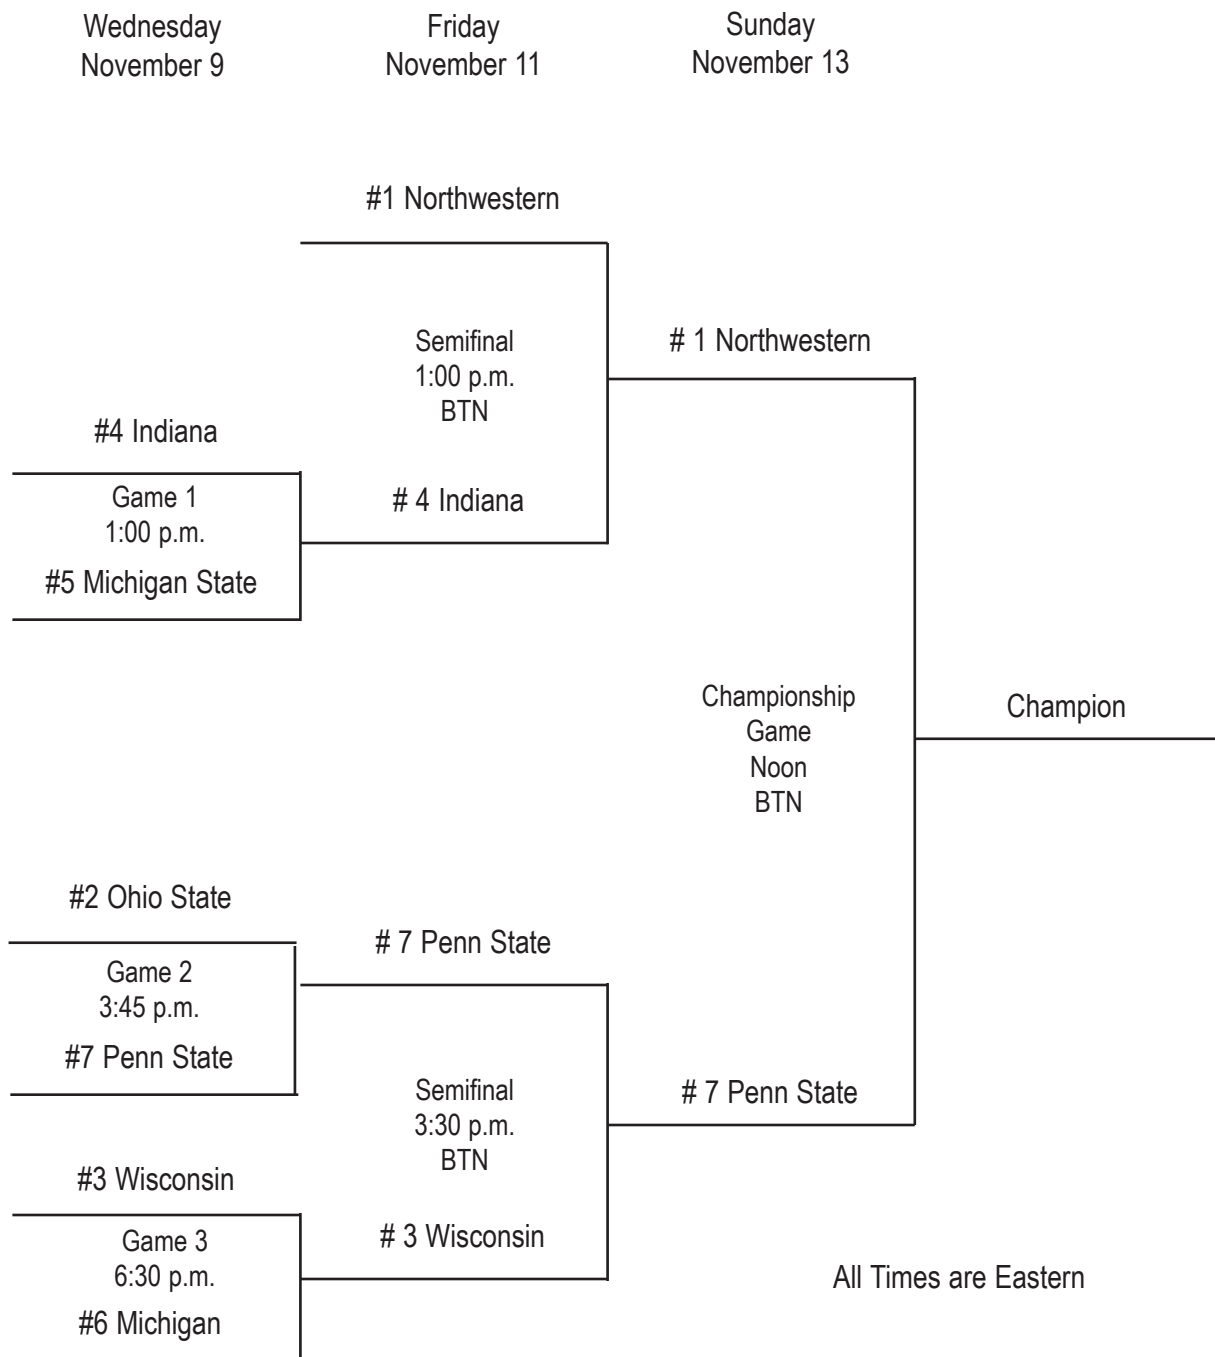 Wednesday
November 9
Friday
November 11
Sunday
November 13
#1 Northwestern
Semifinal
1:00 p.m.
BTN
# 1 Northwestern
#4 Indiana
Game 1
1:00 p.m.
# 4 Indiana
#5 Michigan State
Championship
Game
Noon
BTN
Champion
#2 Ohio State
Game 2
3:45 p.m.
# 7 Penn State
#7 Penn State
Semifinal
3:30 p.m.
BTN
# 7 Penn State
#3 Wisconsin
Game 3
6:30 p.m.
# 3 Wisconsin
#6 Michigan
All Times are Eastern